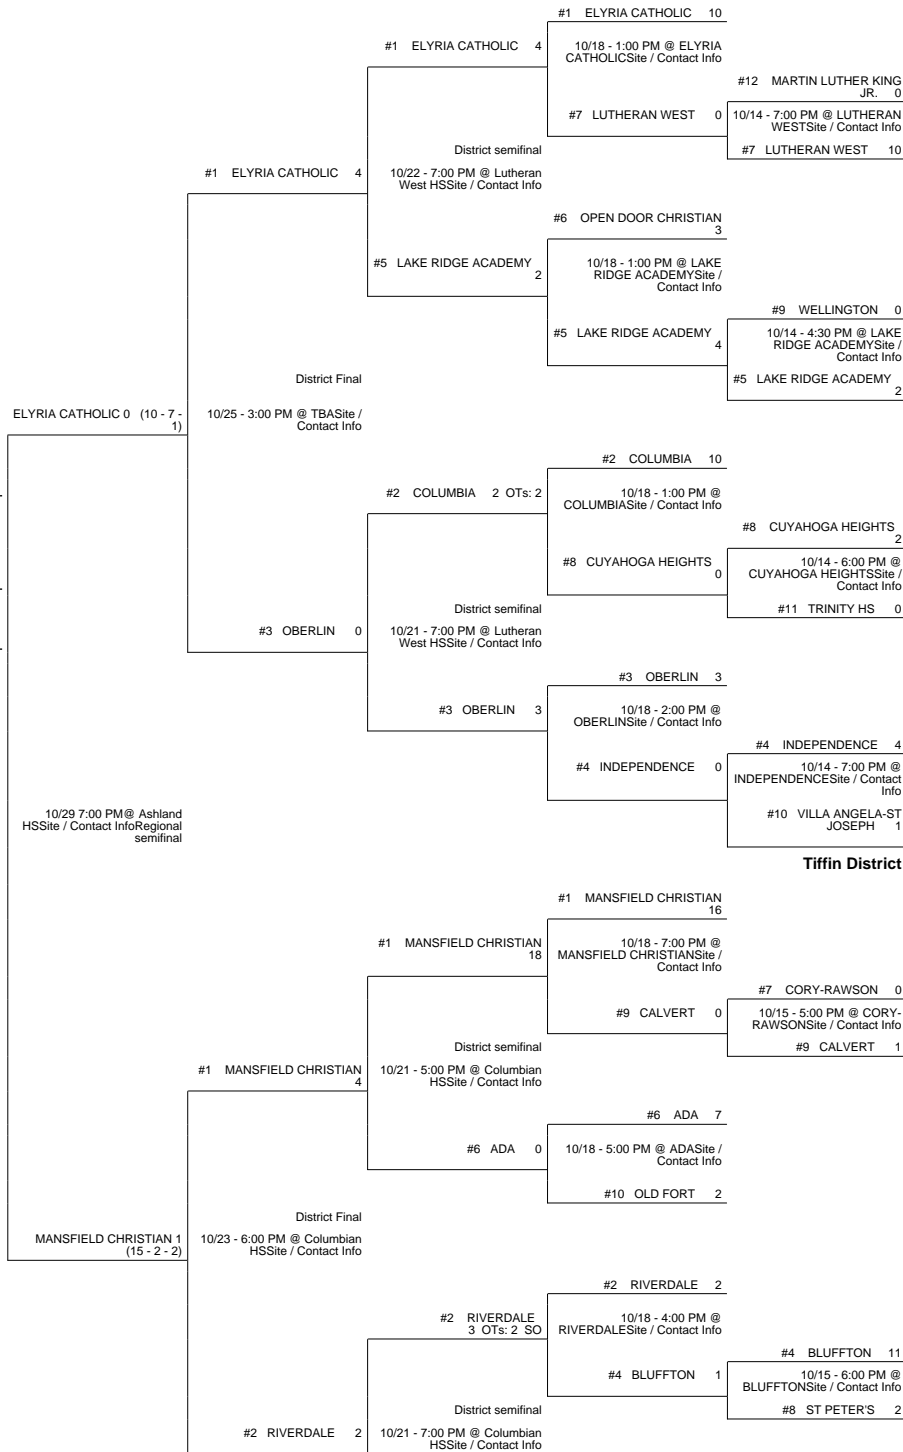 #1 ELYRIA CATHOLIC 10
#1 ELYRIA CATHOLIC 4
10/18 - 1:00 PM @ ELYRIA
CATHOLICSite / Contact Info
#12 MARTIN LUTHER KING
JR. 0
#7 LUTHERAN WEST 0
10/14 - 7:00 PM @ LUTHERAN
WESTSite / Contact Info
#7 LUTHERAN WEST 10
District semifinal
#1 ELYRIA CATHOLIC 4
10/22 - 7:00 PM @ Lutheran
West HSSite / Contact Info
#6 OPEN DOOR CHRISTIAN
3
#5 LAKE RIDGE ACADEMY
2
10/18 - 1:00 PM @ LAKE
RIDGE ACADEMYSite /
Contact Info
#9 WELLINGTON 0
#5 LAKE RIDGE ACADEMY
4
10/14 - 4:30 PM @ LAKE
RIDGE ACADEMYSite /
Contact Info
#5 LAKE RIDGE ACADEMY
2
District Final
ELYRIA CATHOLIC 0 (10 - 7 -
1)
10/25 - 3:00 PM @ TBASite /
Contact Info
#2 COLUMBIA 10
#2 COLUMBIA 2 OTs: 2
10/18 - 1:00 PM @
COLUMBIASite / Contact Info
#8 CUYAHOGA HEIGHTS
2
#8 CUYAHOGA HEIGHTS
0
10/14 - 6:00 PM @
CUYAHOGA HEIGHTSSite /
Contact Info
#11 TRINITY HS 0
District semifinal
#3 OBERLIN 0
10/21 - 7:00 PM @ Lutheran
West HSSite / Contact Info
#3 OBERLIN 3
#3 OBERLIN 3
10/18 - 2:00 PM @
OBERLINSite / Contact Info
#4 INDEPENDENCE 4
#4 INDEPENDENCE 0
10/14 - 7:00 PM @
INDEPENDENCESite / Contact
Info
#10 VILLA ANGELA-ST
JOSEPH 1
10/29 7:00 PM@ Ashland
HSSite / Contact InfoRegional
semifinal
Tiffin District
#1 MANSFIELD CHRISTIAN
16
#1 MANSFIELD CHRISTIAN
18
10/18 - 7:00 PM @
MANSFIELD CHRISTIANSite /
Contact Info
#7 CORY-RAWSON 0
#9 CALVERT 0
10/15 - 5:00 PM @ CORY-
RAWSONSite / Contact Info
#9 CALVERT 1
District semifinal
#1 MANSFIELD CHRISTIAN
4
10/21 - 5:00 PM @ Columbian
HSSite / Contact Info
#6 ADA 7
#6 ADA 0
10/18 - 5:00 PM @ ADASite /
Contact Info
#10 OLD FORT 2
District Final
MANSFIELD CHRISTIAN 1
(15 - 2 - 2)
10/23 - 6:00 PM @ Columbian
HSSite / Contact Info
#2 RIVERDALE 2
#2 RIVERDALE
3 OTs: 2 SO
10/18 - 4:00 PM @
RIVERDALESite / Contact Info
#4 BLUFFTON 11
#4 BLUFFTON 1
10/15 - 6:00 PM @
BLUFFTONSite / Contact Info
#8 ST PETER'S 2
District semifinal
#2 RIVERDALE 2
10/21 - 7:00 PM @ Columbian
HSSite / Contact Info